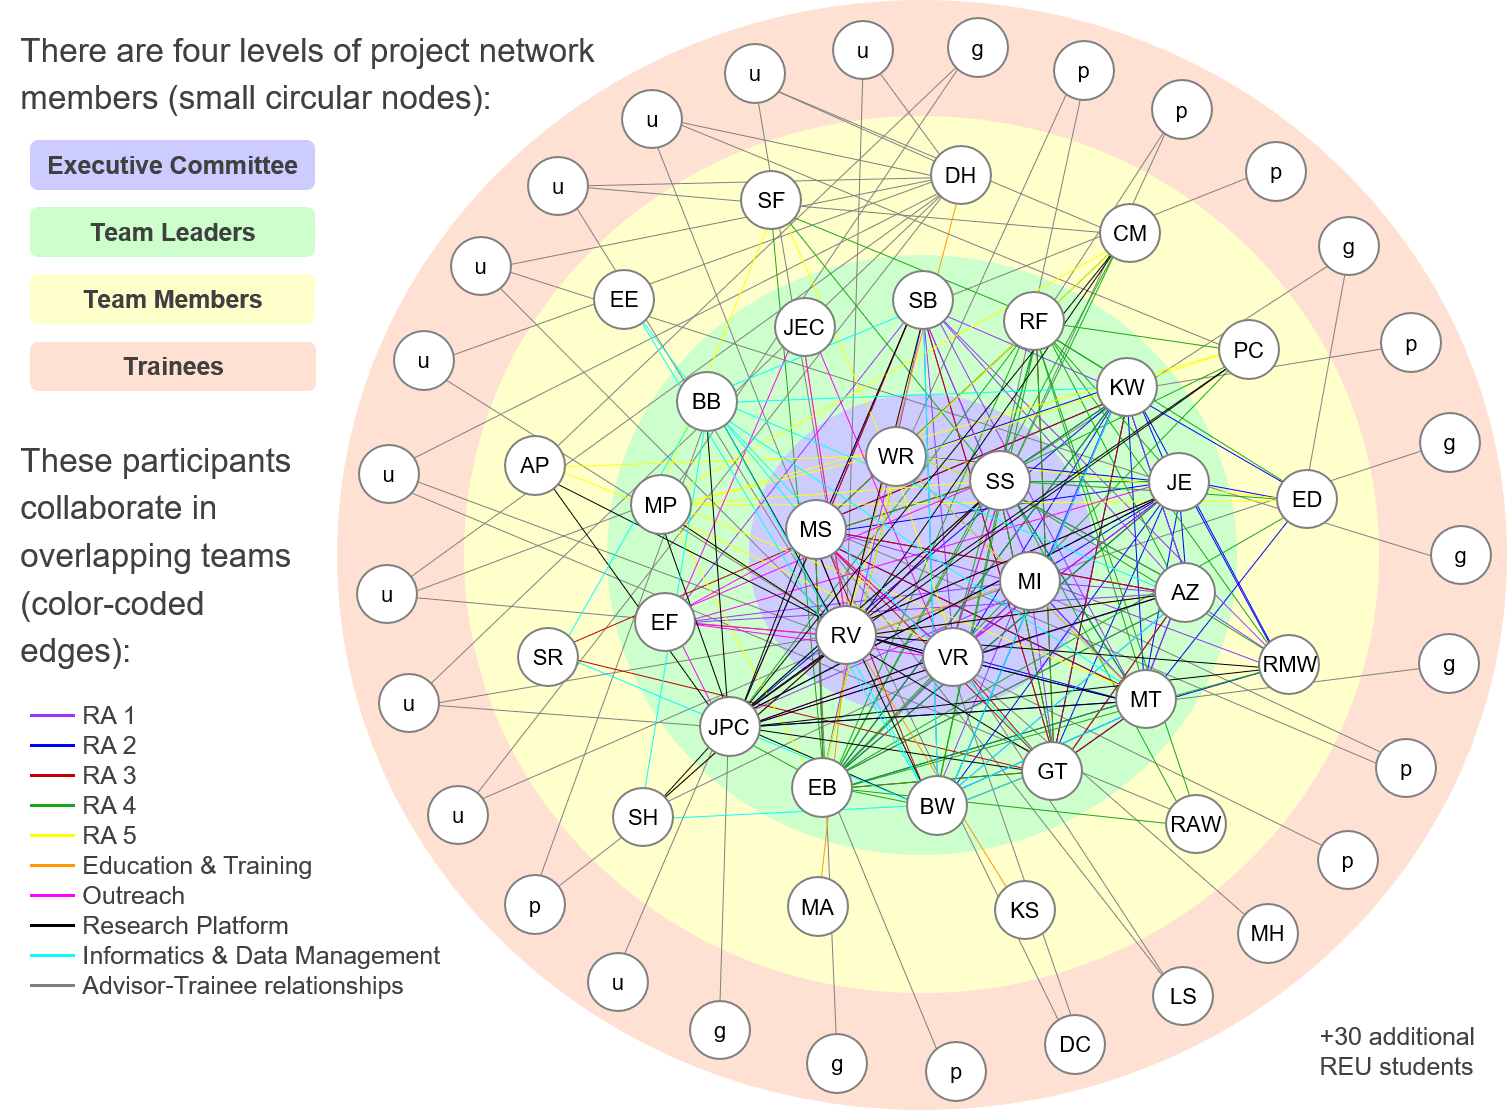 There are four levels of project network
members (small circular nodes):
Executive Committee
Team Leaders
Team Members
Trainees
These participants
collaborate in
overlapping teams
(color-coded
edges):
RA 1
RA 2
RA 3
RA 4
RA 5
Education & Training
Outreach
Research Platform
Informatics & Data Management
Advisor-Trainee relationships
u
g
u
p
u
p
u
p
DH
u
SF
CM
g
u
EE
SB
RF
JEC
p
PC
u
KW
BB
g
WR
AP
u
SS
JE
ED
MP
MS
g
MI
AZ
u
EF
RV
SR
VR
RMW
g
MT
u
JPC
p
GT
EB
BW
u
SH
RAW
p
p
MA
KS
MH
u
LS
g
DC
g
p
+30 additional
REU students